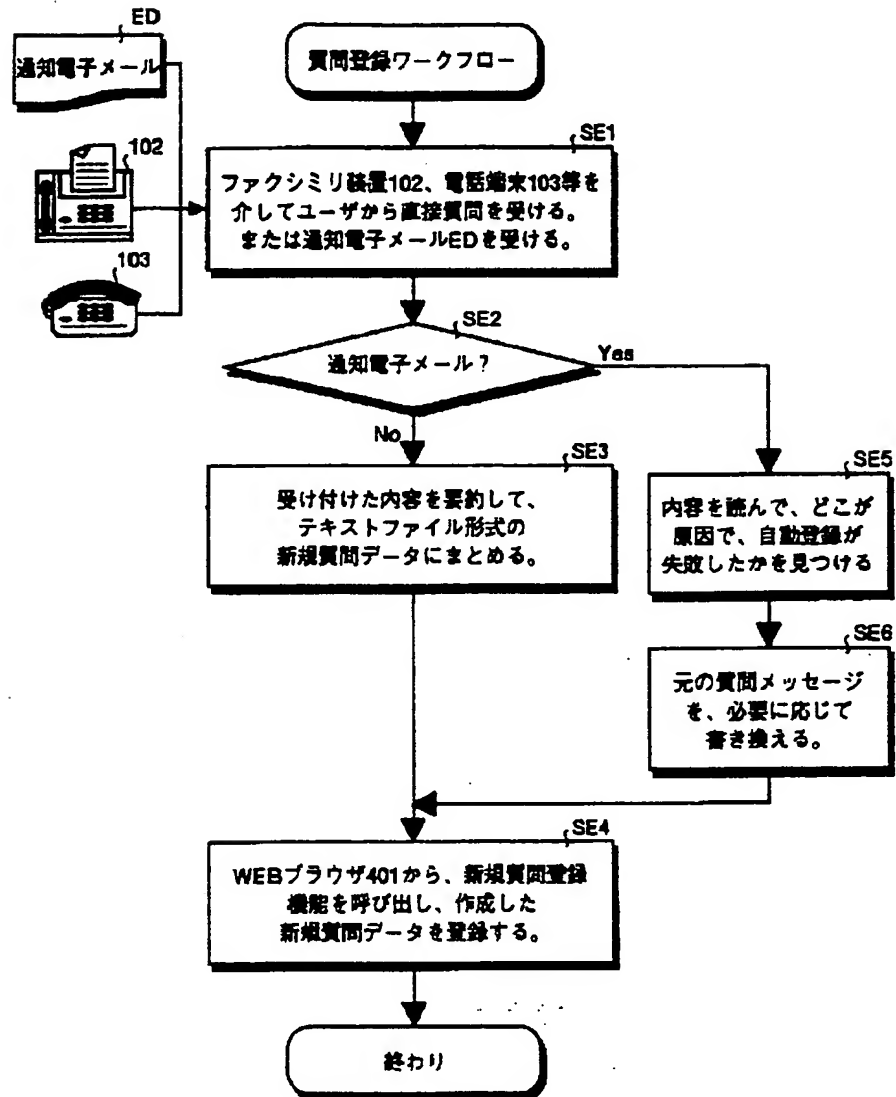 ED
通知電子メール
102
103
質問登録ワークフロー
SE1
ファクシミリ装置102、電話端末103等を
介してユーザから直接質問を受ける。
または通知電子メールEDを受ける。
SE2
通知電子メール？
Yes
No
SE3
受け付けた内容を要約して、
テキストファイル形式の
新規質問データにまとめる。
SE5
内容を読んで、どこが
原因で、自動登録が
失敗したかを見つける
SE6
元の質問メッセージ
を、必要に応じて
書き換える。
SE4
WEBブラウザ401から、新規質問登録
機能を呼び出し、作成した
新規質問データを登録する。
終わり